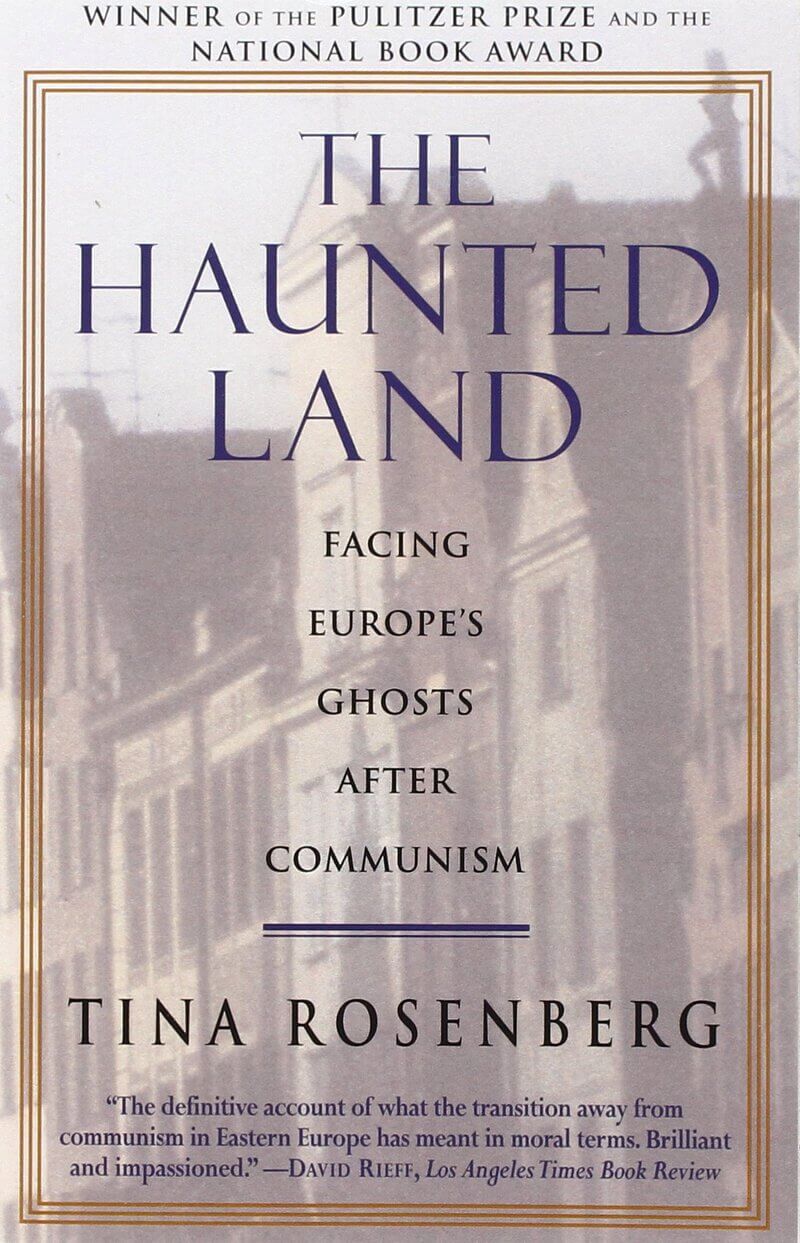 WINNER OF THE PULITZER PRIZE AND THE
NATIONAL BOOK AWARD
THE
HAUNTED
LAND
FACING
EUROPE'S
GHOSTS
AFTER
COMMUNISM
TINA ROSENBERG
“The definitive account of what the transition away from
communism in Eastern Europe has meant in moral terms. Brilliant
and impassioned.”—DAVID RIEFF, Los Angeles Times Book Review